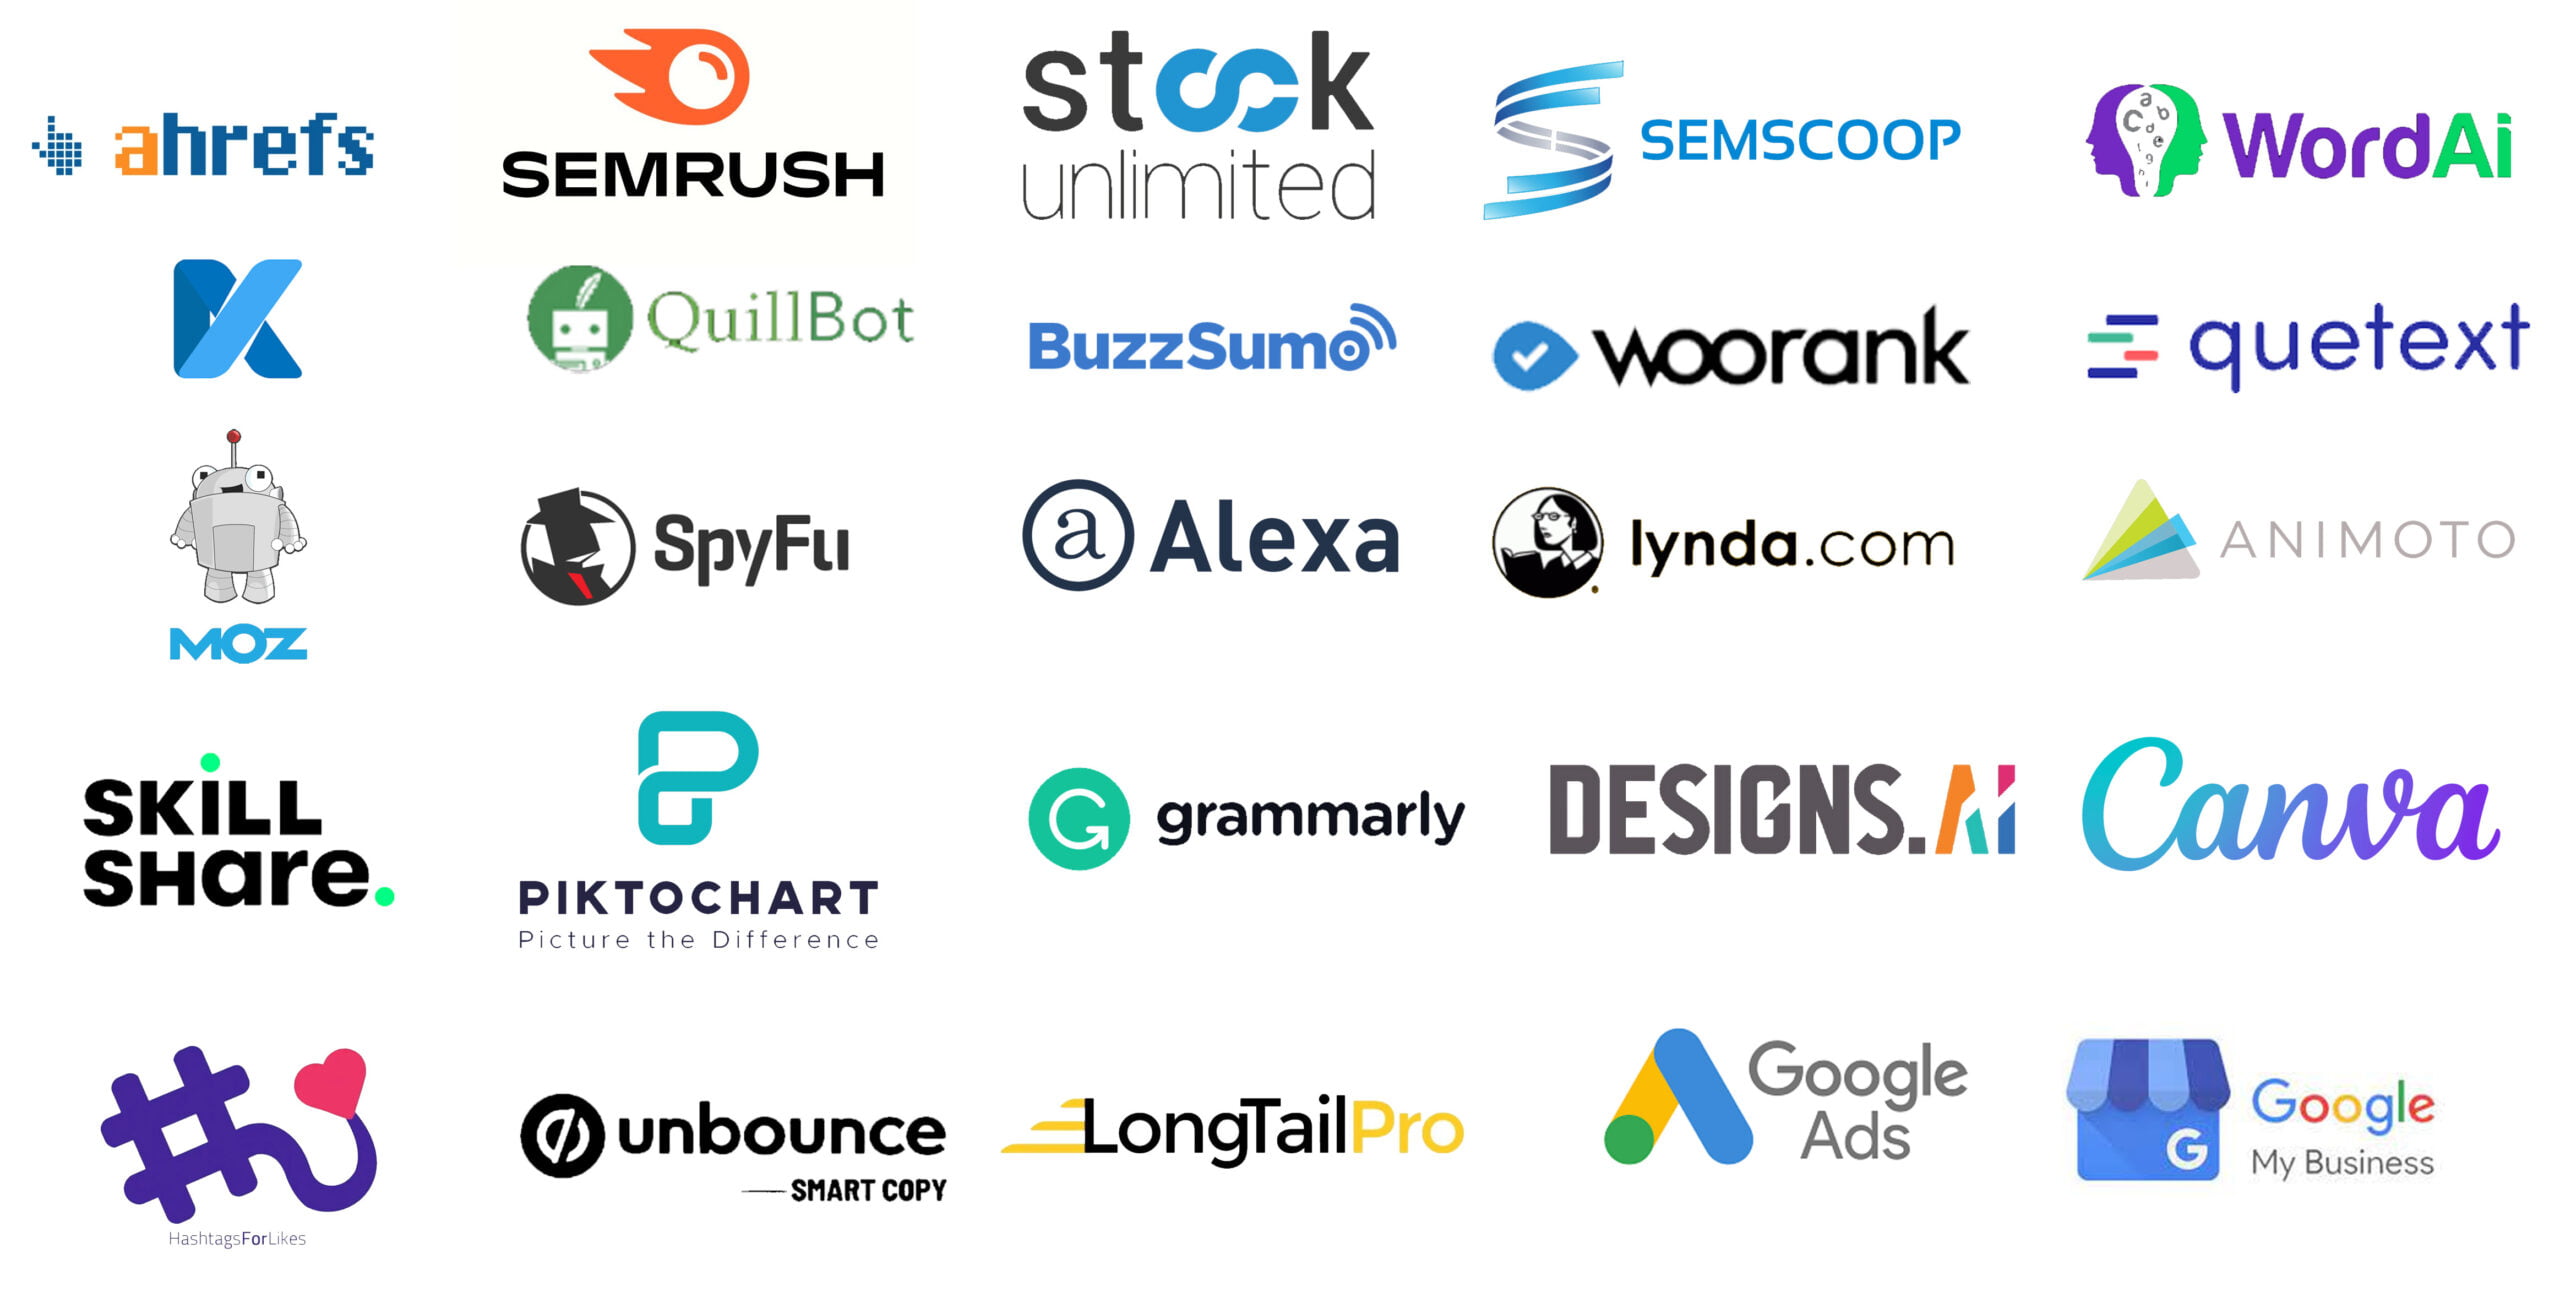 ahrefs
SEMRUSH
stock
unlimited
SEMSCOOP
WordAi
QuillBot
BuzzSumo
woorank
quetext
MOZ
SpyFu
a Alexa
lynda.com
ANIMOTO
SKiLL
SHare.
PIKTOCHART
Picture the Difference
G grammarly
DESIGNS.Ai
Canva
HashtagsForLikes
unbounce
SMART COPY
LongTailPro
Google
Ads
G
Google
My Business